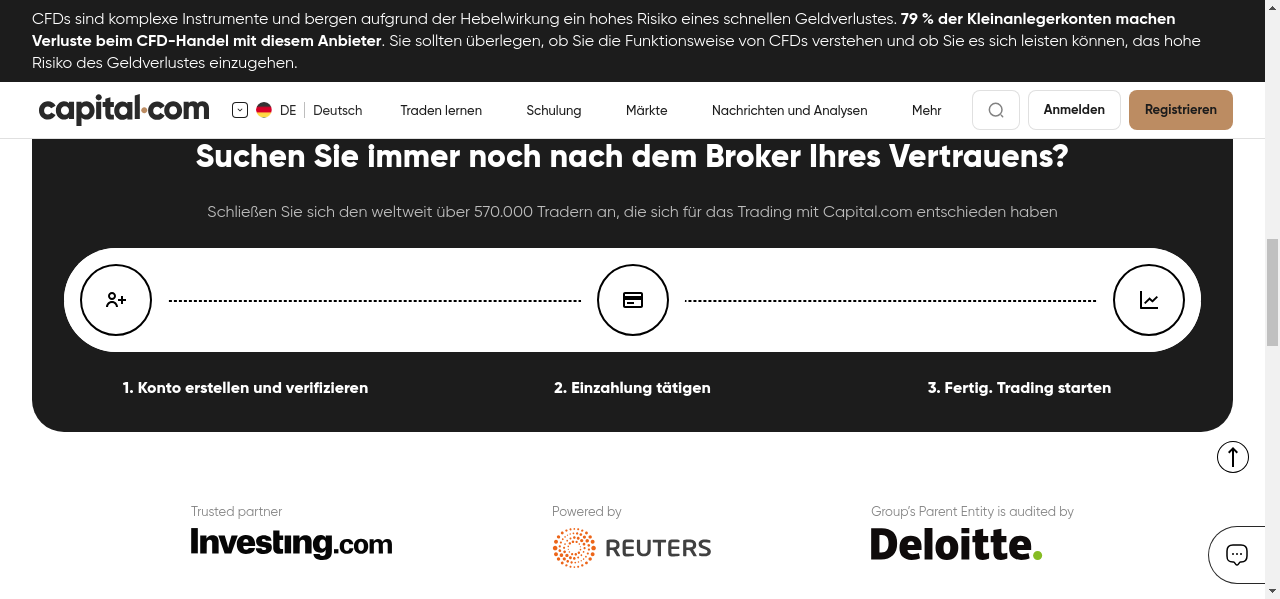 CFDs sind komplexe Instrumente und bergen aufgrund der Hebelwirkung ein hohes Risiko eines schnellen Geldverlustes. 79 % der Kleinanlegerkonten machen
Verluste beim CFD-Handel mit diesem Anbieter. Sie sollten überlegen, ob Sie die Funktionsweise von CFDs verstehen und ob Sie es sich leisten können, das hohe
Risiko des Geldverlustes einzugehen.
capital.com DE Deutsch Traden lernen Schulung Märkte Nachrichten und Analysen Mehr Anmelden Registrieren
Suchen Sie immer noch nach dem Broker Ihres Vertrauens?
Schließen Sie sich den weltweit über 570.000 Tradern an, die sich für das Trading mit Capital.com entschieden haben
1. Konto erstellen und verifizieren 2. Einzahlung tätigen 3. Fertig. Trading starten
Trusted partner Powered by Group's Parent Entity is audited by
Investing.com REUTERS Deloitte.